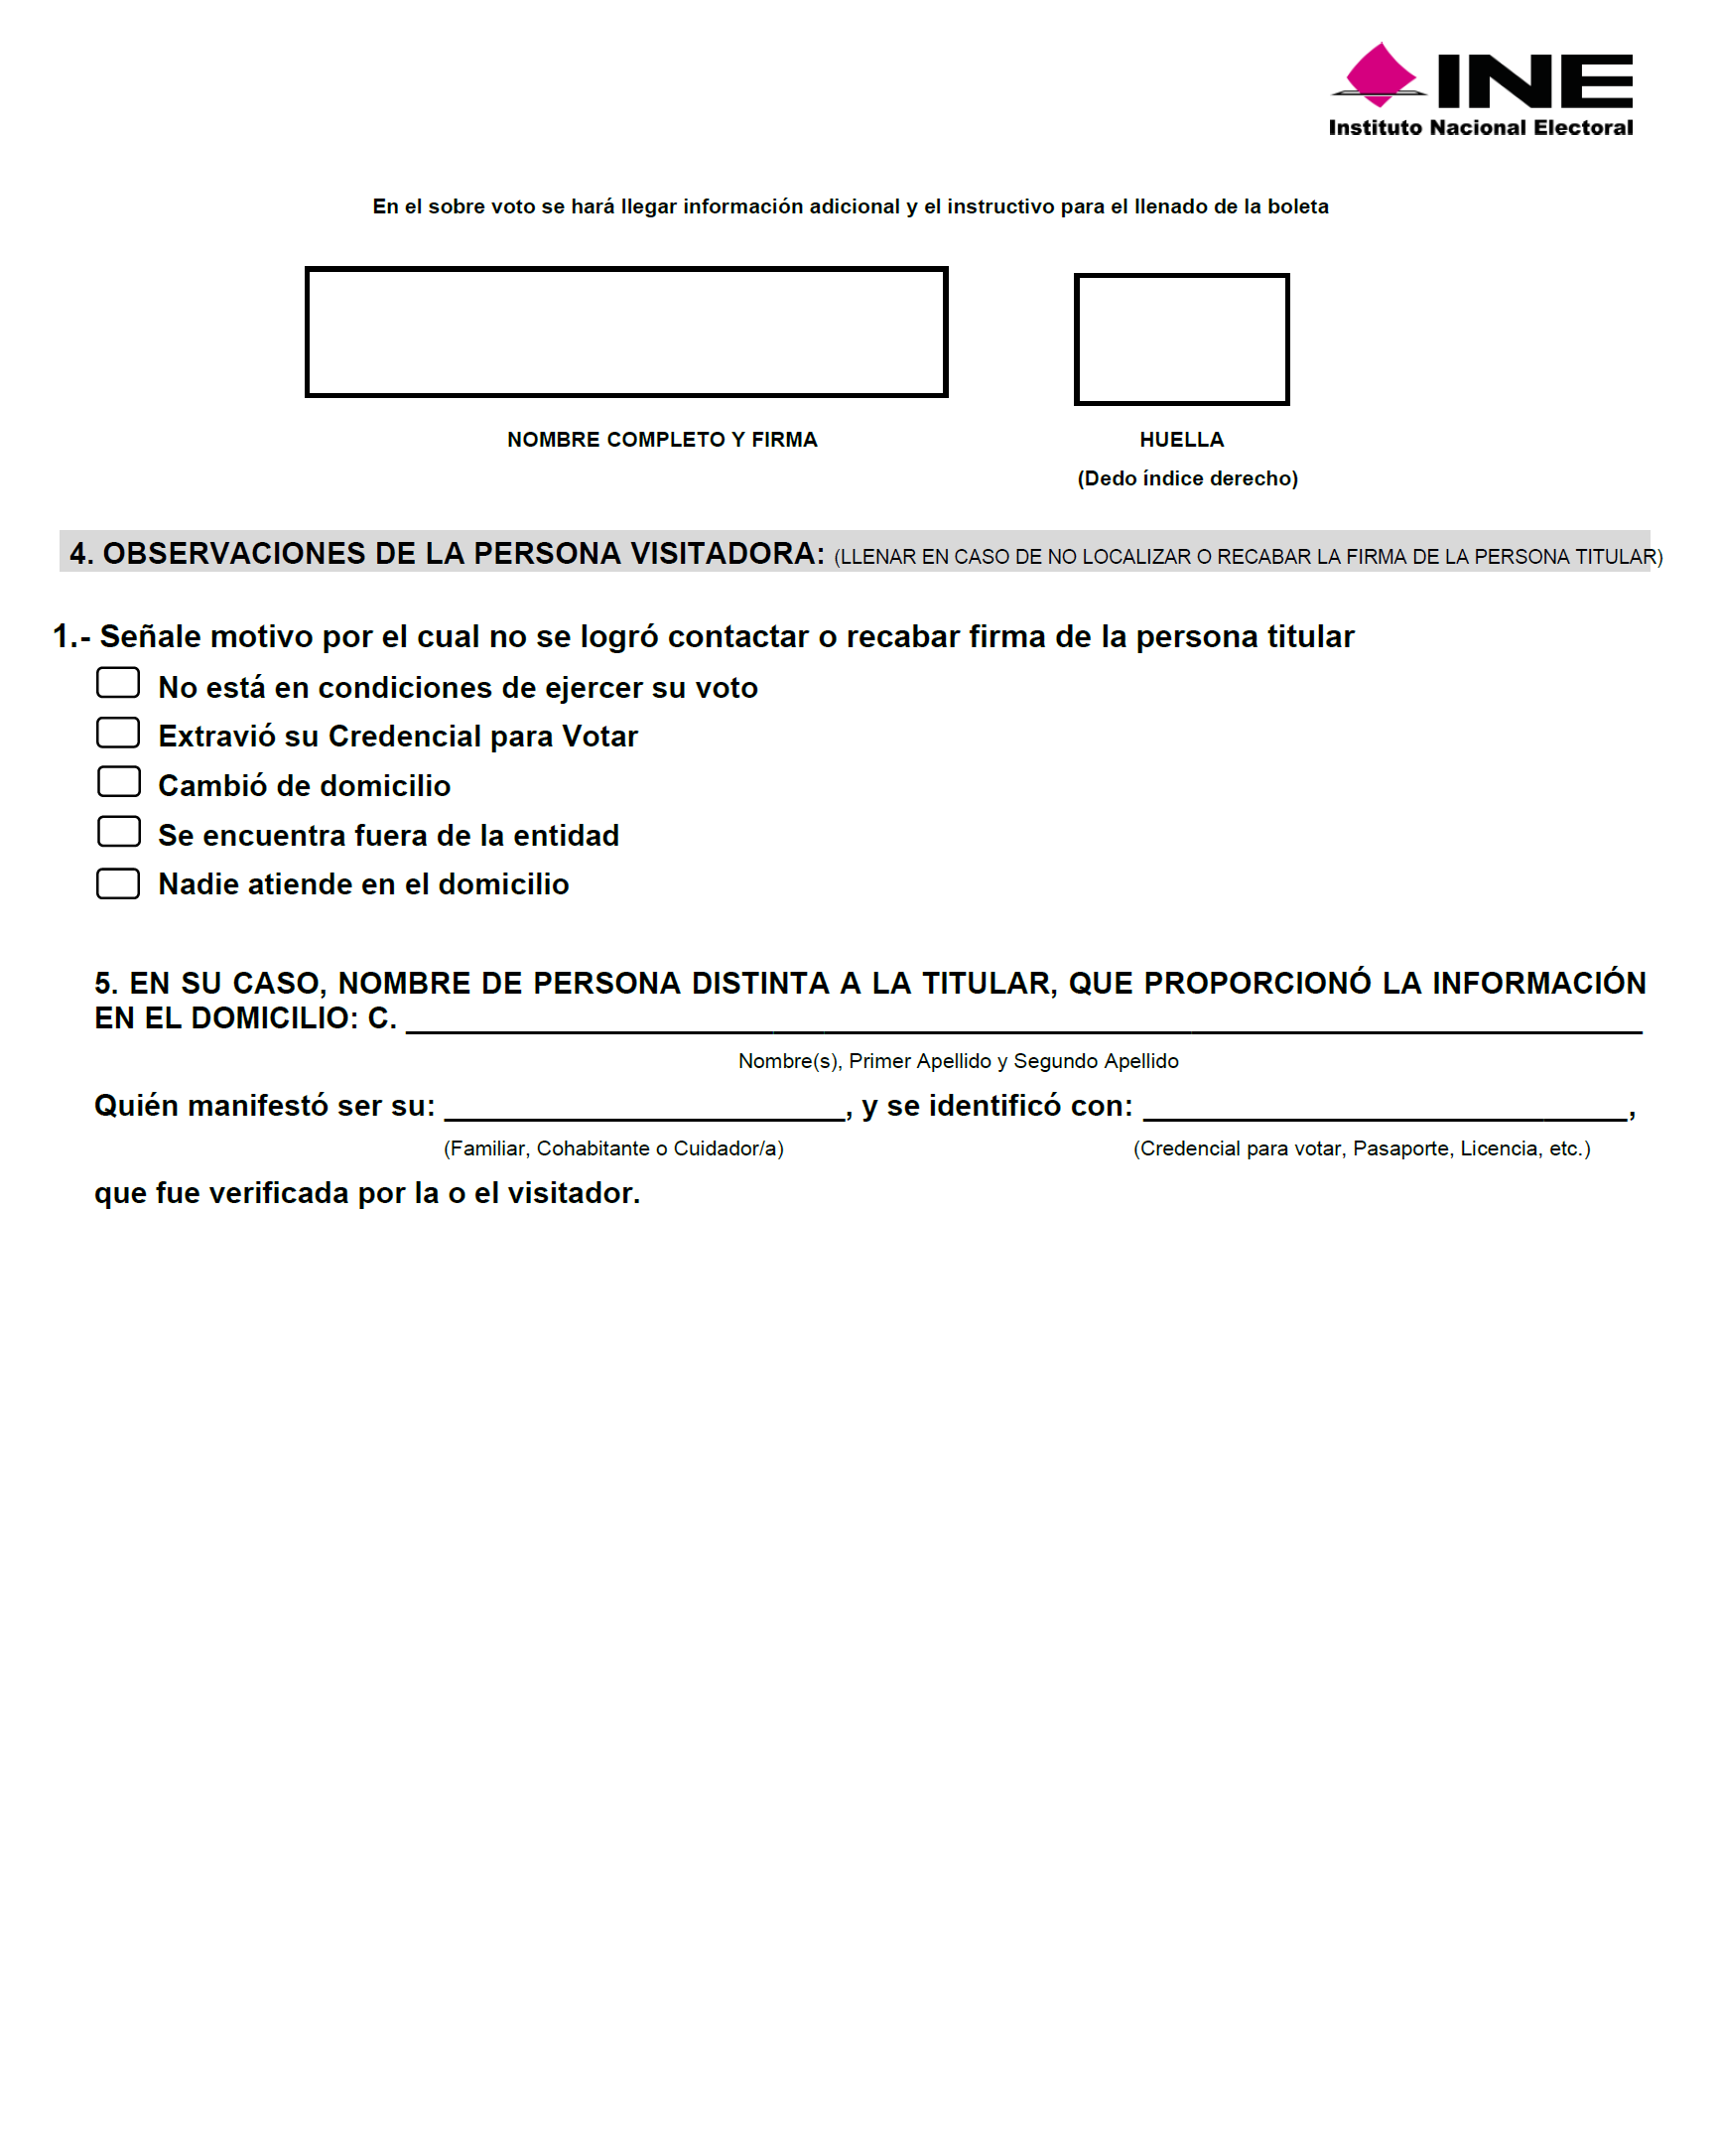 INE
Instituto Nacional Electoral
En el sobre voto se hará llegar información adicional y el instructivo para el llenado de la boleta
NOMBRE COMPLETO Y FIRMA
HUELLA
(Dedo índice derecho)
4. OBSERVACIONES DE LA PERSONA VISITADORA: (LLENAR EN CASO DE NO LOCALIZAR O RECABAR LA FIRMA DE LA PERSONA TITULAR)
1.- Señale motivo por el cual no se logró contactar o recabar firma de la persona titular
No está en condiciones de ejercer su voto
Extravió su Credencial para Votar
Cambió de domicilio
Se encuentra fuera de la entidad
Nadie atiende en el domicilio
5. EN SU CASO, NOMBRE DE PERSONA DISTINTA A LA TITULAR, QUE PROPORCIONÓ LA INFORMACIÓN
EN EL DOMICILIO: C. ____________________
Nombre(s), Primer Apellido y Segundo Apellido
Quién manifestó ser su: ____________________, y se identificó con: ____________________,
(Familiar, Cohabitante o Cuidador/a) (Credencial para votar, Pasaporte, Licencia, etc.)
que fue verificada por la o el visitador.